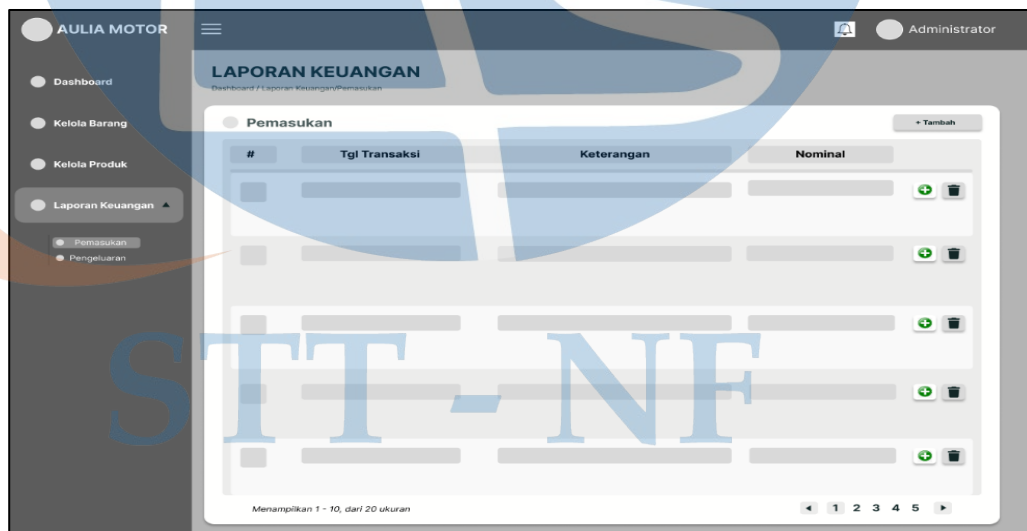 AULIA MOTOR
Administrator
Dashboard
Kelola Barang
Kelola Produk
Laporan Keuangan
Pemasukan
Pengeluaran
LAPORAN KEUANGAN
Dashboard / Laporan Keuangan/Pemasukan
Pemasukan
+ Tambah
# Tgl Transaksi Keterangan Nominal
Menampilkan 1 - 10, dari 20 ukuran
1 2 3 4 5
STT - NF